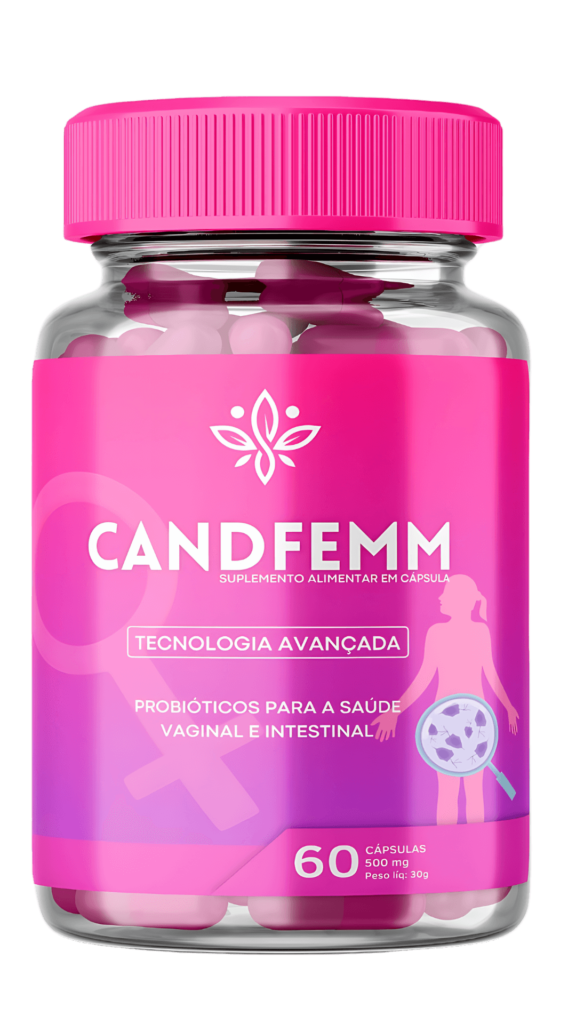 CANDFEMM
SUPLEMENTO ALIMENTAR EM CÁPSULA
TECNOLOGIA AVANÇADA
PROBIÓTICOS PARA A SAÚDE
VAGINAL E INTESTINAL
60 CÁPSULAS
500 mg
Peso líq: 30g